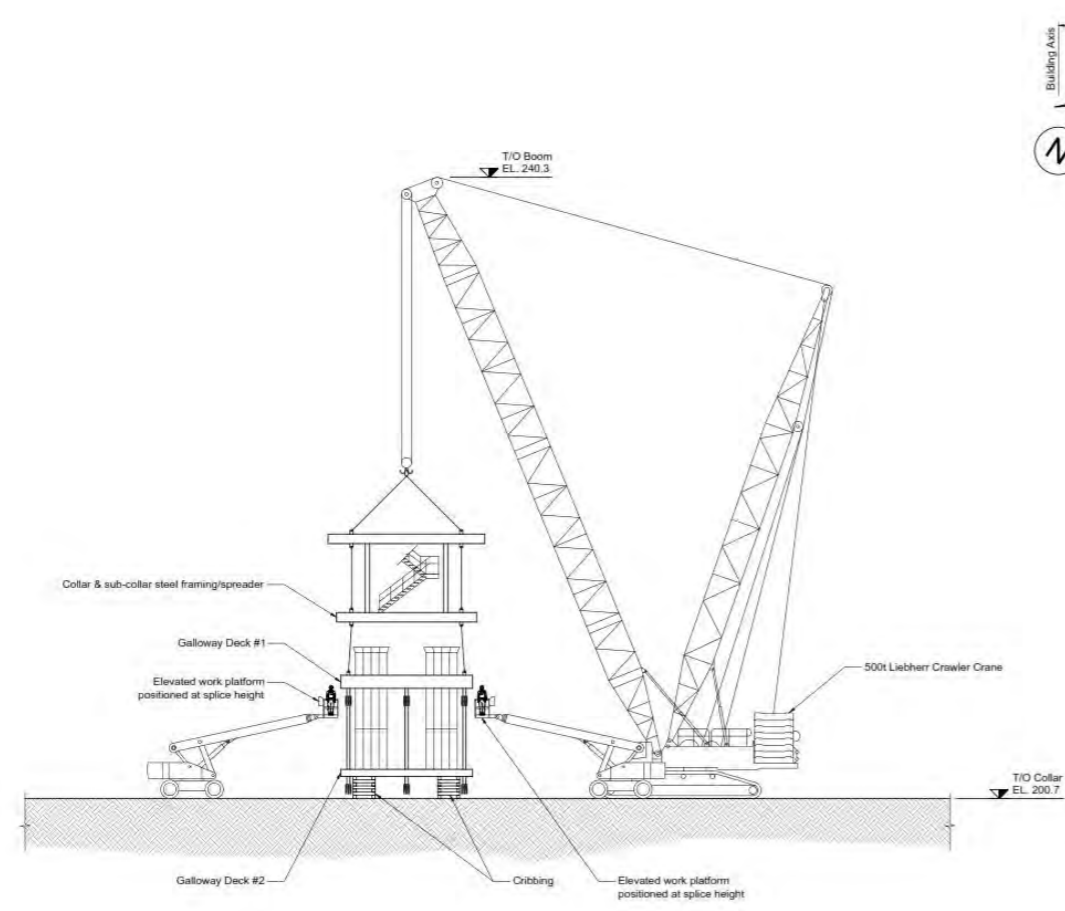 Building Axis
N
T/O Boom
EL. 240.3
Collar & sub-collar steel framing/spreader
Galloway Deck #1
Elevated work platform
positioned at splice height
500t Liebherr Crawler Crane
T/O Collar
EL. 200.7
Galloway Deck #2
Cribbing
Elevated work platform
positioned at splice height